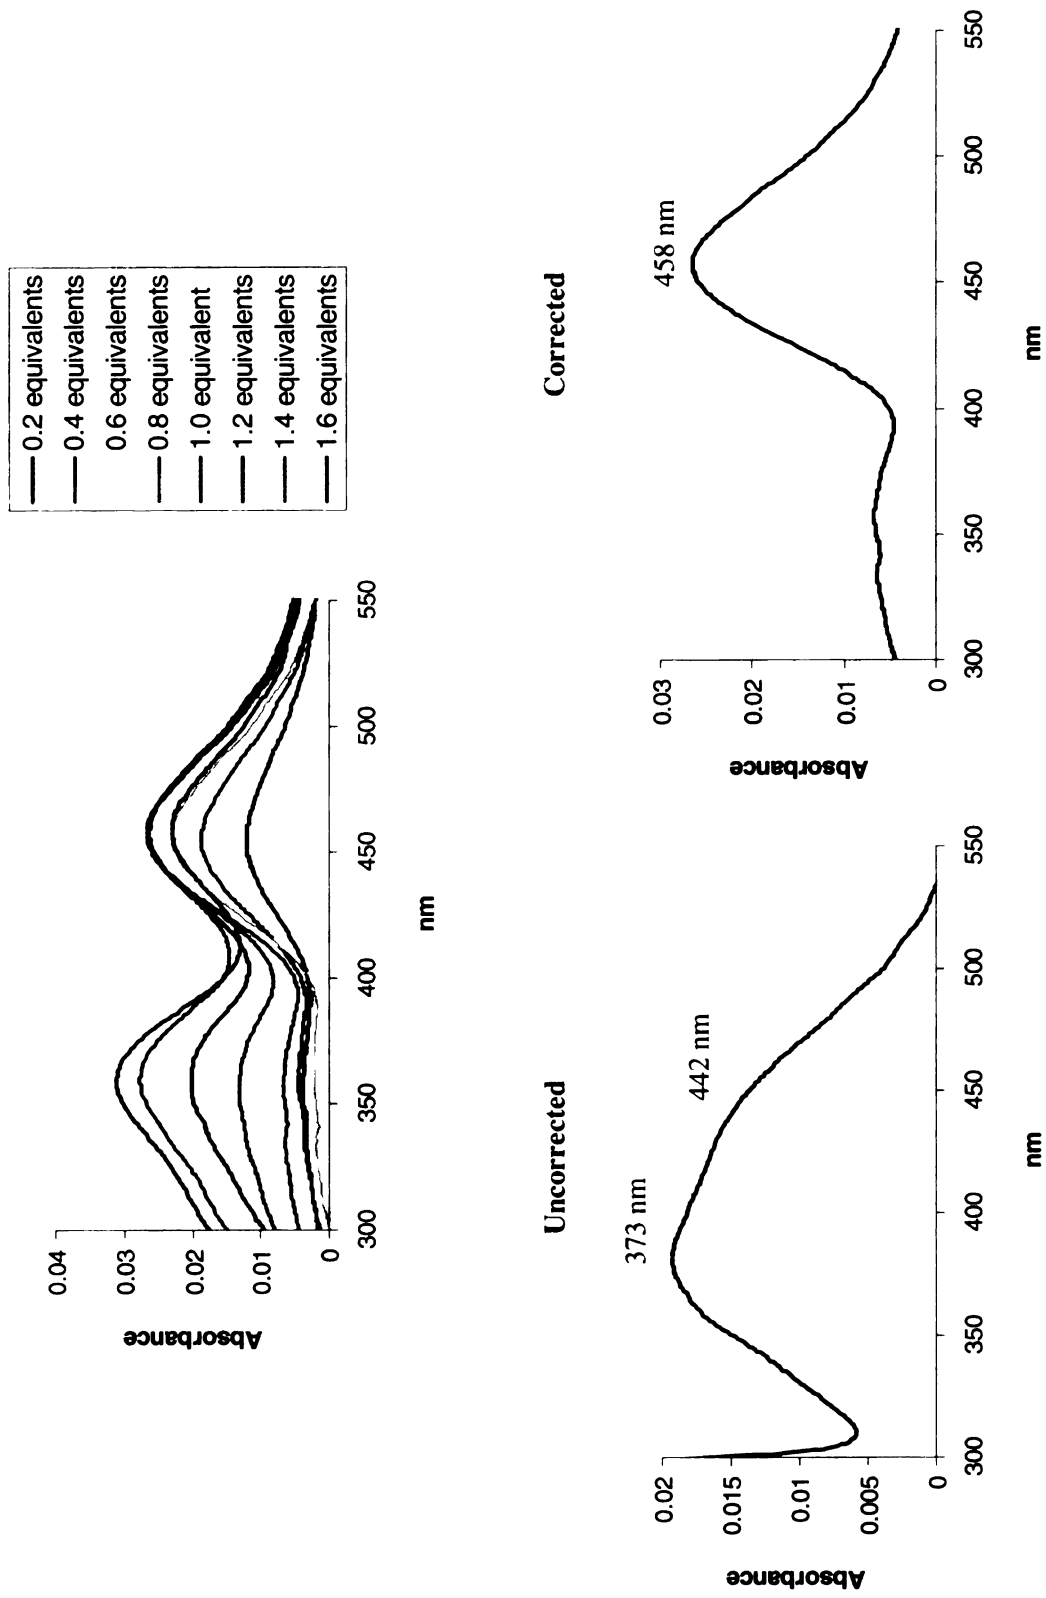 0.2 equivalents
0.4 equivalents
0.6 equivalents
0.8 equivalents
1.0 equivalent
1.2 equivalents
1.4 equivalents
1.6 equivalents
Absorbance
0.04
0.03
0.02
0.01
0
300
350
400
450
500
550
nm
Uncorrected
373 nm
442 nm
Absorbance
0.02
0.015
0.01
0.005
0
300
350
400
450
500
550
nm
Corrected
458 nm
Absorbance
0.03
0.02
0.01
0
300
350
400
450
500
550
nm